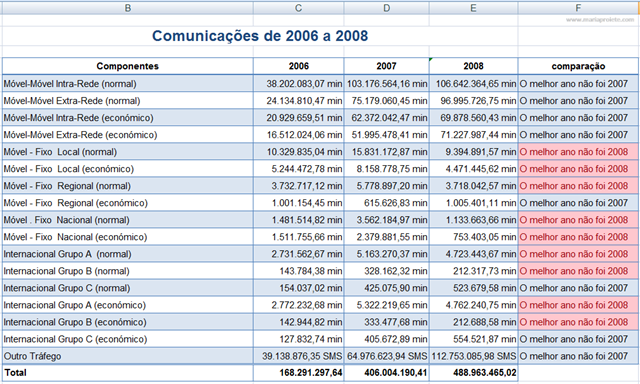 B C D E F
www.martaprointo.com
Comunicações de 2006 a 2008
Componentes 2006 2007 2008 comparação
Móvel-Móvel Intra-Rede (normal) 38.202.083,07 min 103.176.564,16 min 106.642.364,65 min O melhor ano não foi 2007
Móvel-Móvel Extra-Rede (normal) 24.134.810,47 min 75.179.060,45 min 96.995.726,75 min O melhor ano não foi 2007
Móvel-Móvel Intra-Rede (económico) 20.929.659,51 min 62.372.042,47 min 69.878.560,43 min O melhor ano não foi 2007
Móvel-Móvel Extra-Rede (económico) 16.512.024,06 min 51.995.478,41 min 71.227.987,44 min O melhor ano não foi 2007
Móvel - Fixo Local (normal) 10.329.835,04 min 15.831.172,87 min 9.394.891,57 min O melhor ano não foi 2008
Móvel - Fixo Local (económico) 5.244.472,78 min 8.158.778,75 min 4.471.445,62 min O melhor ano não foi 2008
Móvel - Fixo Regional (normal) 3.732.717,12 min 5.778.897,20 min 3.718.042,57 min O melhor ano não foi 2008
Móvel - Fixo Regional (económico) 1.001.154,45 min 615.626,83 min 1.005.401,11 min O melhor ano não foi 2007
Móvel . Fixo Nacional (normal) 1.481.514,82 min 3.562.184,97 min 1.133.663,66 min O melhor ano não foi 2008
Móvel - Fixo Nacional (económico) 1.511.755,66 min 2.379.881,55 min 753.403,05 min O melhor ano não foi 2008
Internacional Grupo A (normal) 2.731.562,67 min 5.163.270,37 min 4.723.443,67 min O melhor ano não foi 2008
Internacional Grupo B (normal) 143.784,38 min 328.162,32 min 212.317,73 min O melhor ano não foi 2008
Internacional Grupo C (normal) 154.037,02 min 425.075,90 min 523.679,58 min O melhor ano não foi 2007
Internacional Grupo A (económico) 2.772.232,68 min 5.322.219,65 min 4.762.240,75 min O melhor ano não foi 2008
Internacional Grupo B (económico) 142.944,82 min 333.477,68 min 212.688,58 min O melhor ano não foi 2008
Internacional Grupo C (económico) 127.832,74 min 405.672,89 min 554.521,87 min O melhor ano não foi 2007
Outro Tráfego 39.138.876,35 SMS 64.976.623,94 SMS 112.753.085,98 SMS O melhor ano não foi 2007
Total 168.291.297,64 406.004.190,41 488.963.465,02